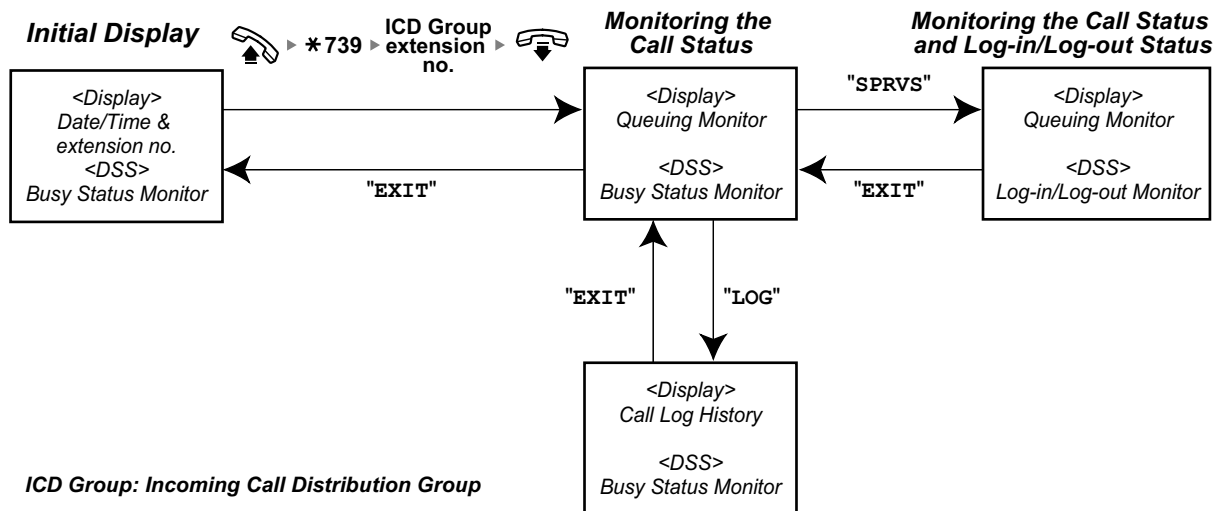 Initial Display
*739
ICD Group
extension
no.
Monitoring the
Call Status
Monitoring the Call Status
and Log-in/Log-out Status
<Display>
Date/Time &
extension no.
<DSS>
Busy Status Monitor
"EXIT"
<Display>
Queuing Monitor
<DSS>
Busy Status Monitor
"SPRVS"
"EXIT"
<Display>
Queuing Monitor
<DSS>
Log-in/Log-out Monitor
"EXIT"
"LOG"
<Display>
Call Log History
<DSS>
Busy Status Monitor
ICD Group: Incoming Call Distribution Group